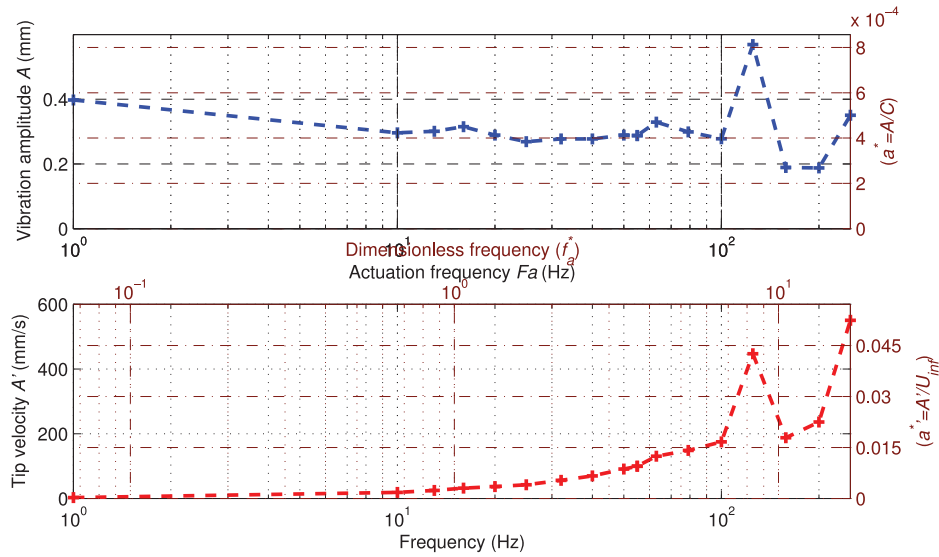 x 10⁻⁴
Vibration amplitude A (mm)
0.4
0.2
0
8
6
4
2
0
(a*=A/C)
10⁰ 10¹ 10² 
Dimensionless frequency (f*ₐ)
Actuation frequency Fa (Hz)
10⁻¹ 10⁰ 10¹
Tip velocity A' (mm/s)
600
400
200
0
0.045
0.03
0.015
0
(a*'=A'/U_inf)
10⁰ 10¹ 10²
Frequency (Hz)